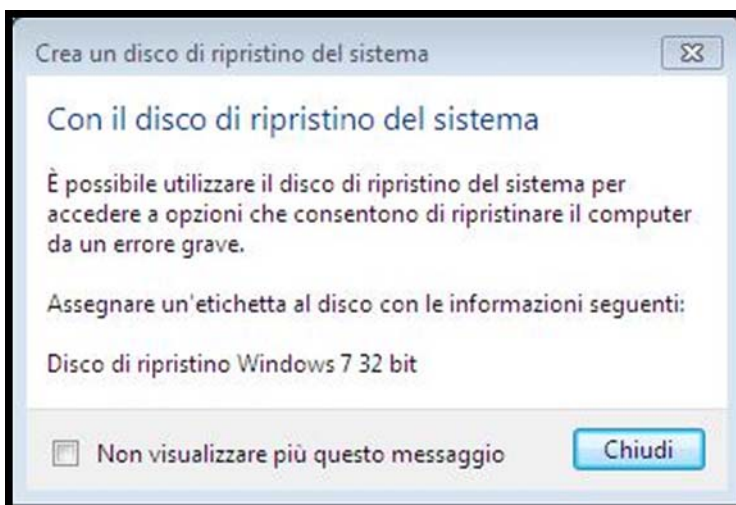 Crea un disco di ripristino del sistema
Con il disco di ripristino del sistema
È possibile utilizzare il disco di ripristino del sistema per
accedere a opzioni che consentono di ripristinare il computer
da un errore grave.
Assegnare un'etichetta al disco con le informazioni seguenti:
Disco di ripristino Windows 7 32 bit
Non visualizzare più questo messaggio
Chiudi